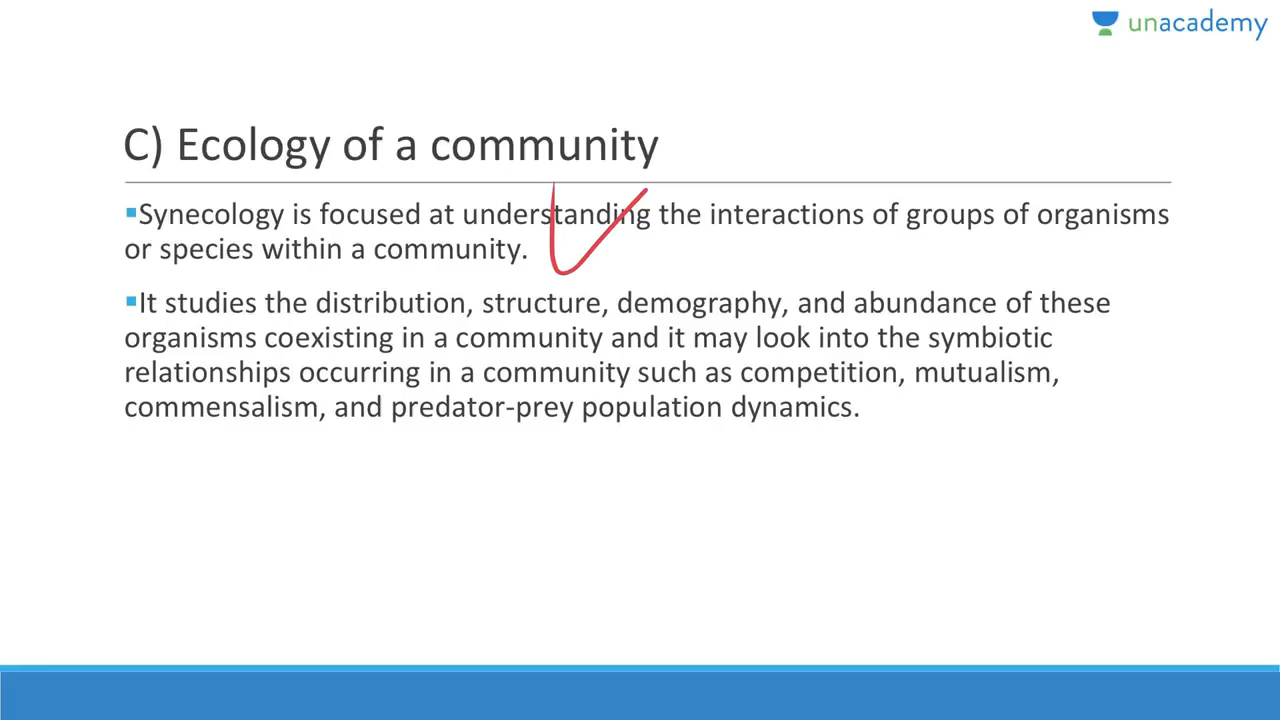 unacademy
C) Ecology of a community
▪Synecology is focused at understanding the interactions of groups of organisms
or species within a community.
▪It studies the distribution, structure, demography, and abundance of these
organisms coexisting in a community and it may look into the symbiotic
relationships occurring in a community such as competition, mutualism,
commensalism, and predator-prey population dynamics.